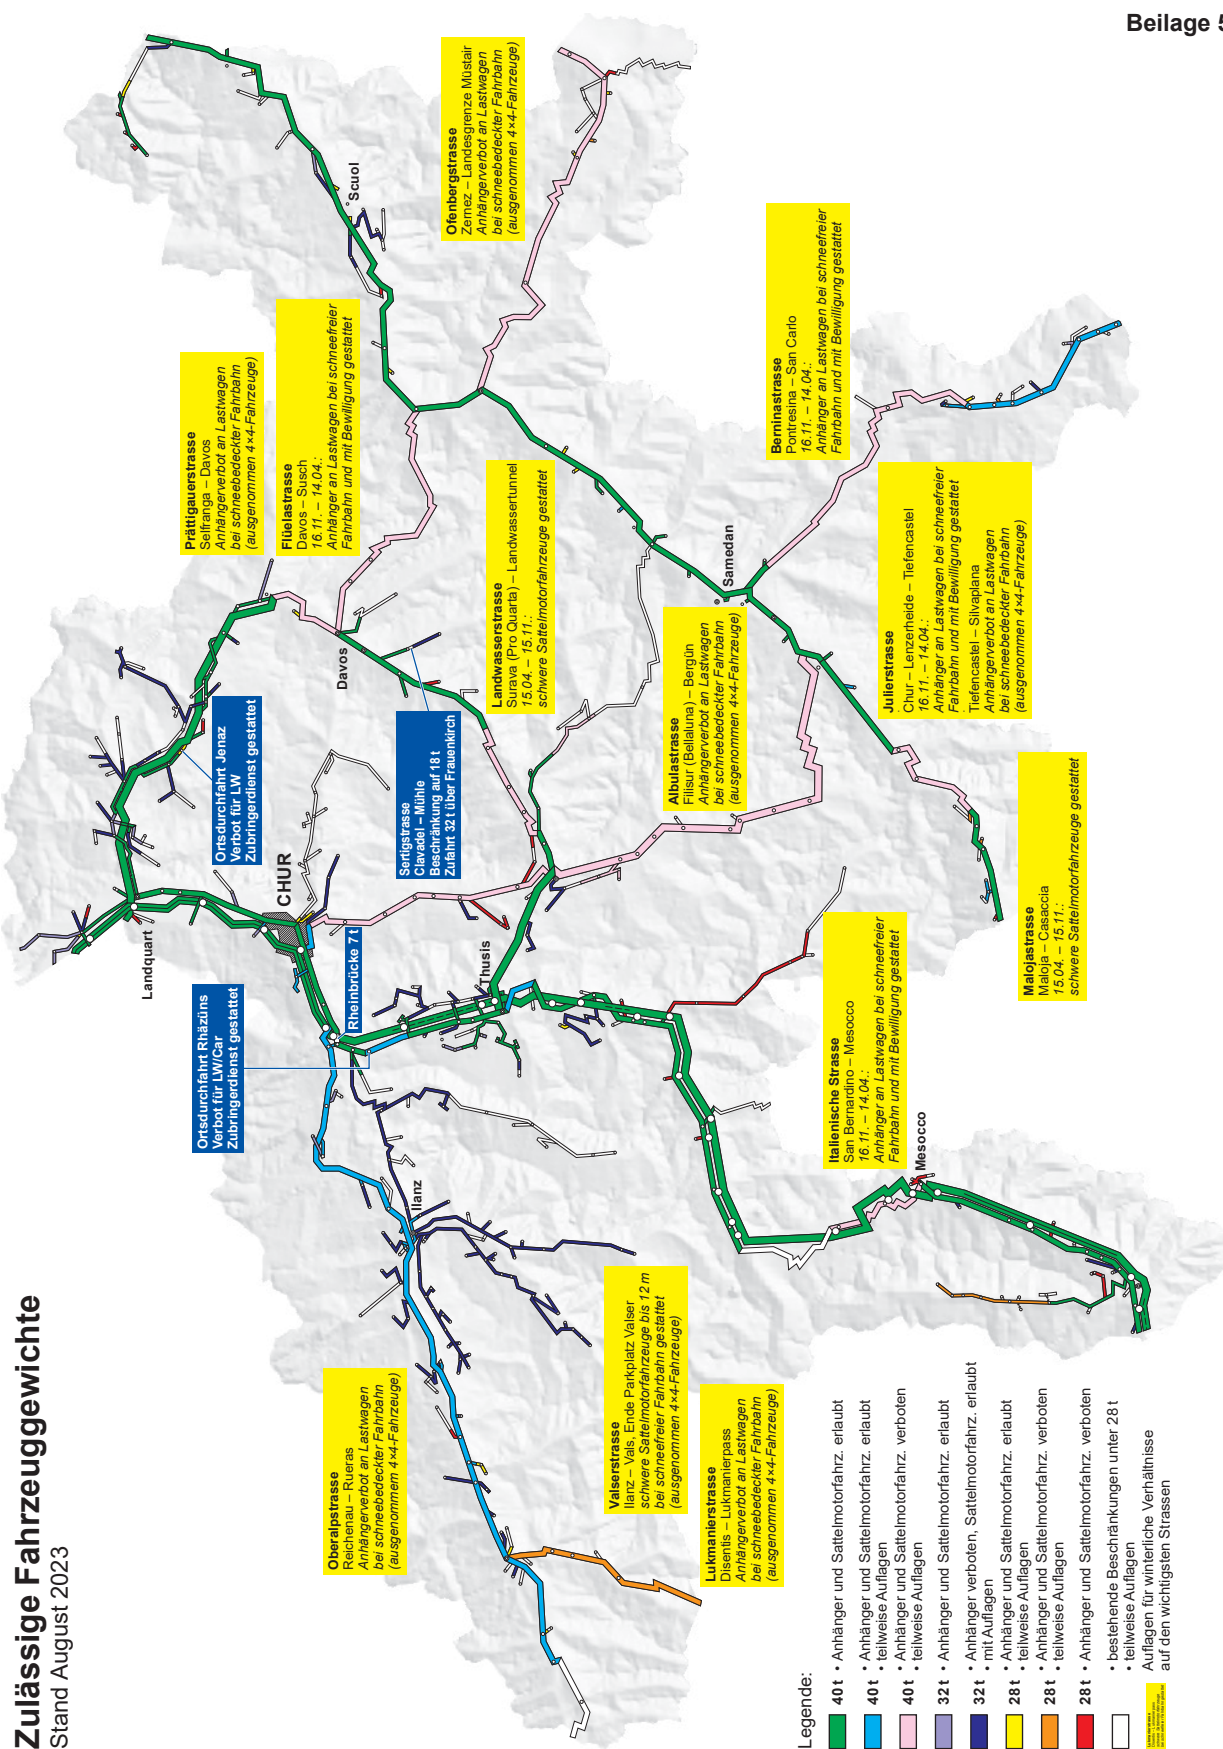 Beilage 5
Zulässige Fahrzeuggewichte
Stand August 2023
Ofenbergstrasse
Zernez – Landesgrenze Müstair
Anhängerverbot an Lastwagen
bei schneebedeckter Fahrbahn
(ausgenommen 4×4-Fahrzeuge)
Scuol
Prättigauerstrasse
Selfranga – Davos
Anhängerverbot an Lastwagen
bei schneebedeckter Fahrbahn
(ausgenommen 4×4-Fahrzeuge)
Flüelastrasse
Davos – Susch
16.11. – 14.04.:
Anhänger an Lastwagen bei schneefreier
Fahrbahn und mit Bewilligung gestattet
Berninastrasse
Pontresina – San Carlo
16.11. – 14.04.:
Anhänger an Lastwagen bei schneefreier
Fahrbahn und mit Bewilligung gestattet
Landwasserstrasse
Surava (Pro Quarta) – Landwassertunnel
15.04. – 15.11.:
schwere Sattelmotorfahrzeuge gestattet
Samedan
Julierstrasse
Chur – Lenzerheide – Tiefencastel
16.11. – 14.04.:
Anhänger an Lastwagen bei schneefreier
Fahrbahn und mit Bewilligung gestattet
Tiefencastel – Silvaplana
Anhängerverbot an Lastwagen
bei schneebedeckter Fahrbahn
(ausgenommen 4×4-Fahrzeuge)
Davos
Albulastrasse
Filisur (Bellaluna) – Bergün
Anhängerverbot an Lastwagen
bei schneebedeckter Fahrbahn
(ausgenommen 4×4-Fahrzeuge)
Ortsdurchfahrt Jenaz
Verbot für LW
Zubringerdienst gestattet
Sertigstrasse
Clavadel – Mühle
Beschränkung auf 18 t
Zufahrt 32 t über Frauenkirch
Malojastrasse
Maloja – Casaccia
15.04. – 15.11.:
schwere Sattelmotorfahrzeuge gestattet
CHUR
Landquart
Rheinbrücke 7 t
Thusis
Ortsdurchfahrt Rhäzüns
Verbot für LW/Car
Zubringerdienst gestattet
Italienische Strasse
San Bernardino – Mesocco
16.11. – 14.04.:
Anhänger an Lastwagen bei schneefreier
Fahrbahn und mit Bewilligung gestattet
Mesocco
Ilanz
Oberalpstrasse
Reichenau – Rueras
Anhängerverbot an Lastwagen
bei schneebedeckter Fahrbahn
(ausgenommem 4×4-Fahrzeuge)
Valserstrasse
Ilanz – Vals, Ende Parkplatz Valser
schwere Sattelmotorfahrzeuge bis 12 m
bei schneefreier Fahrbahn gestattet
(ausgenommen 4×4-Fahrzeuge)
Lukmanierstrasse
Disentis – Lukmanierpass
Anhängerverbot an Lastwagen
bei schneebedeckter Fahrbahn
(ausgenommen 4×4-Fahrzeuge)
Legende:
40 t • Anhänger und Sattelmotorfahrz. erlaubt
40 t • Anhänger und Sattelmotorfahrz. erlaubt
• teilweise Auflagen
40 t • Anhänger und Sattelmotorfahrz. verboten
• teilweise Auflagen
32 t • Anhänger und Sattelmotorfahrz. erlaubt
32 t • Anhänger verboten, Sattelmotorfahrz. erlaubt
• mit Auflagen
28 t • Anhänger und Sattelmotorfahrz. erlaubt
• teilweise Auflagen
28 t • Anhänger und Sattelmotorfahrz. verboten
• teilweise Auflagen
28 t • Anhänger und Sattelmotorfahrz. verboten
• bestehende Beschränkungen unter 28 t
• teilweise Auflagen
Auflagen für winterliche Verhältnisse
auf den wichtigsten Strassen